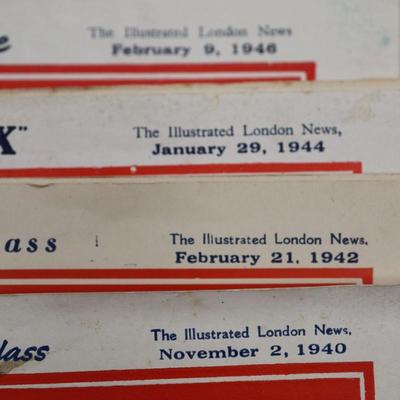 e
The Illustrated London News
February 9, 1946
X"
The Illustrated London News,
January 29, 1944
ass
The Illustrated London News,
February 21, 1942
lass
The Illustrated London News,
November 2, 1940